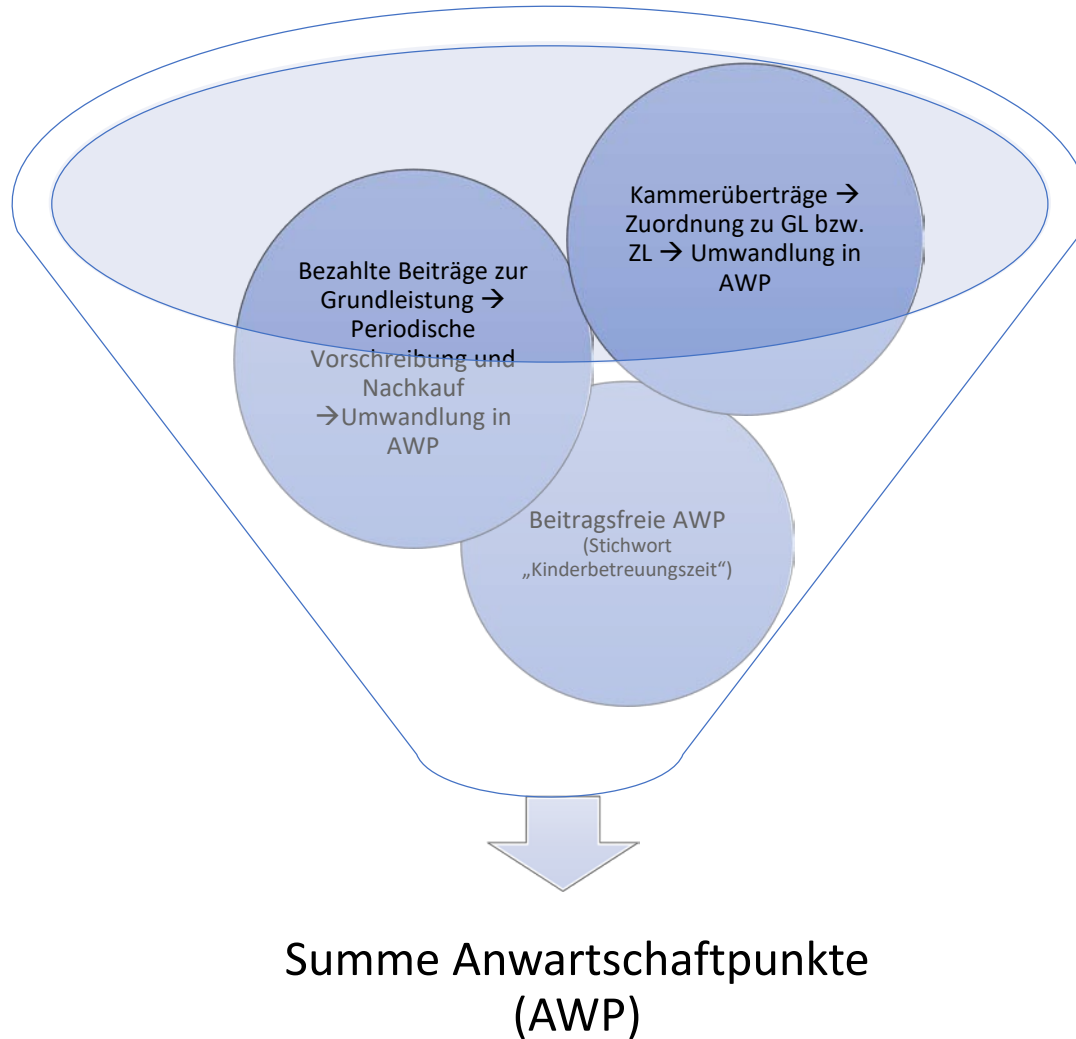 Kammerüberträge →
Zuordnung zu GL bzw.
ZL → Umwandlung in
AWP
Bezahlte Beiträge zur
Grundleistung →
Periodische
Vorschreibung und
Nachkauf
→Umwandlung in
AWP
Beitragsfreie AWP
(Stichwort
„Kinderbetreuungszeit“)
Summe Anwartschaftpunkte
(AWP)